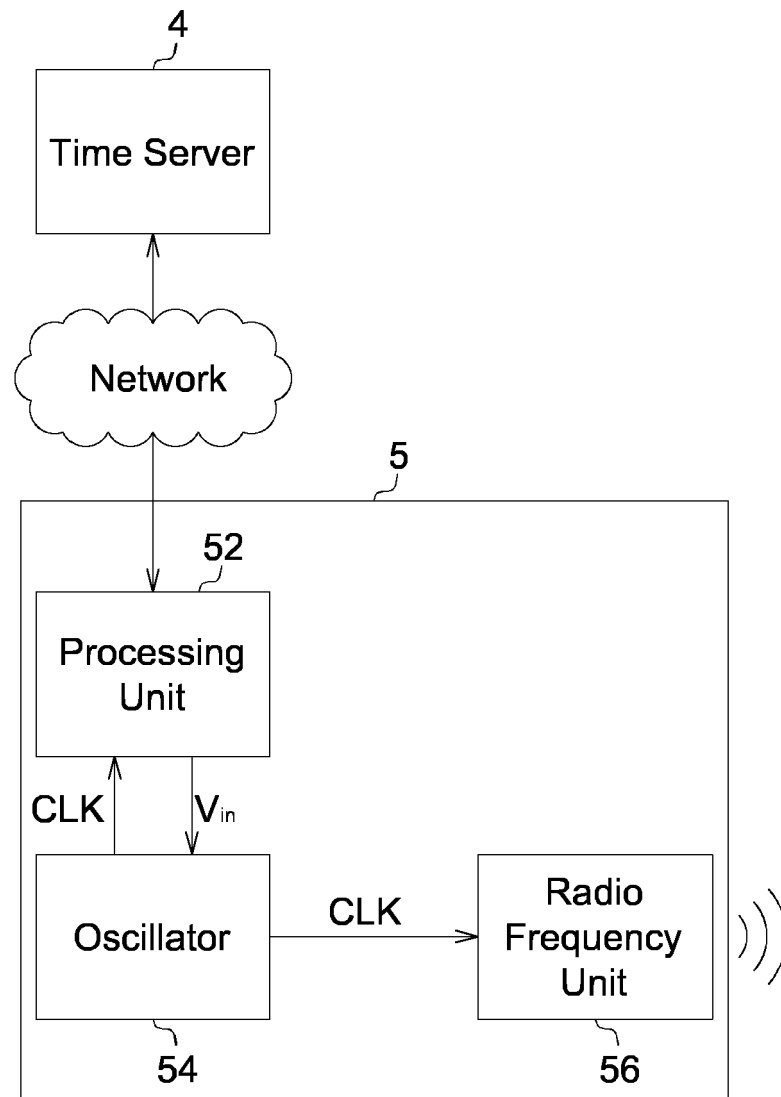 4
Time Server
Network
5
52
Processing
Unit
CLK
Vin
Oscillator
CLK
Radio
Frequency
Unit
54
56